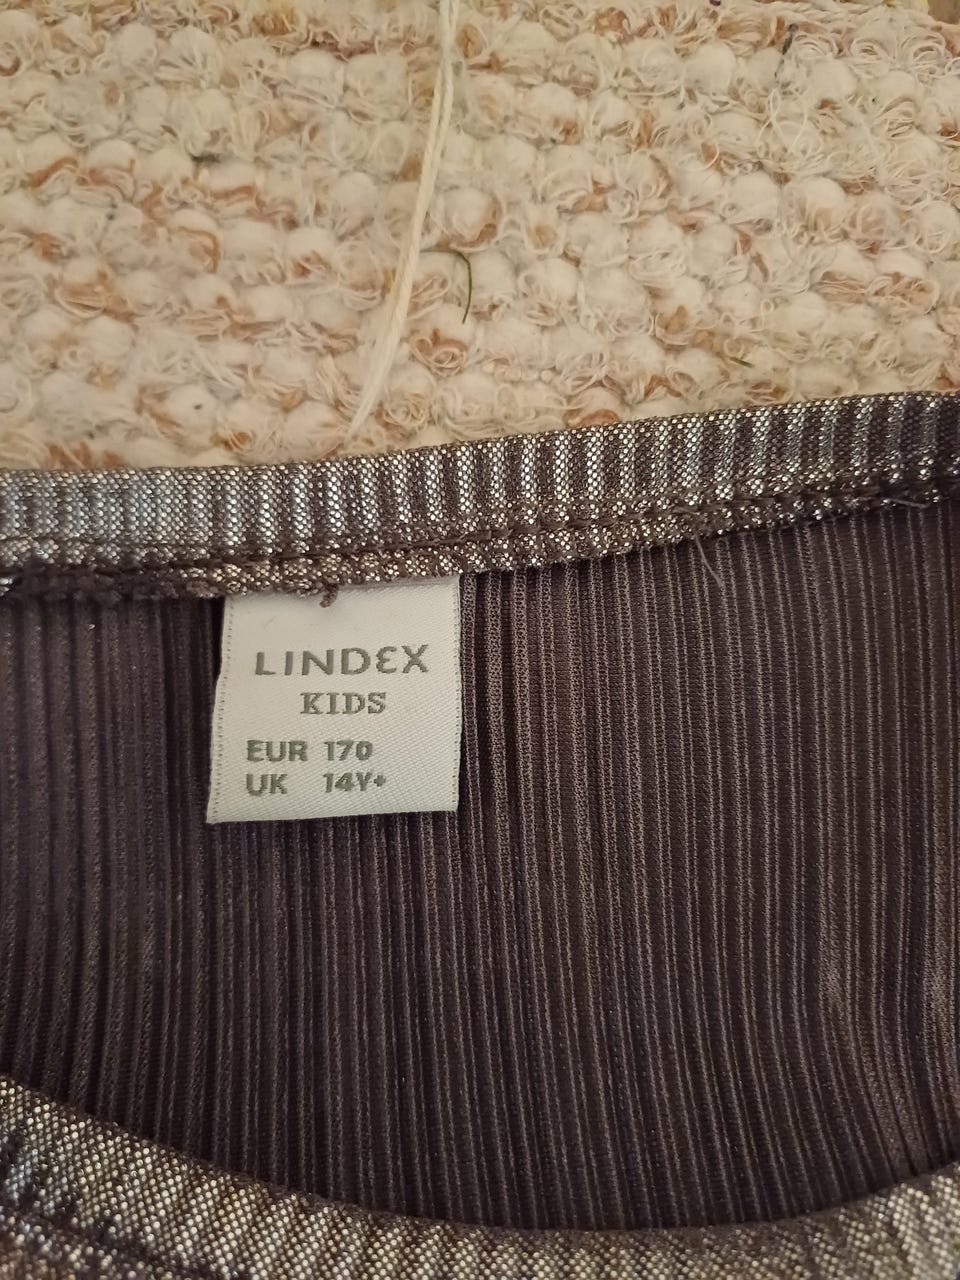 LINDEX
KIDS
EUR 170
UK 14Y+